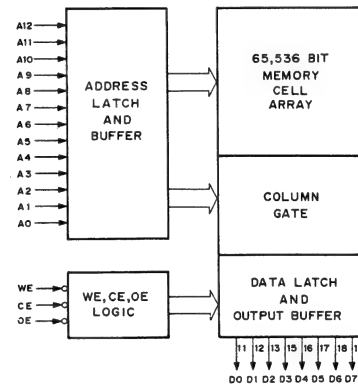 A12
A11
A10
A9
A8
A7
A6
A5
A4
A3
A2
A1
A0
ADDRESS
LATCH
AND
BUFFER
65,536 BIT
MEMORY
CELL
ARRAY
COLUMN
GATE
WE
CE
OE
WE,CE,OE
LOGIC
DATA LATCH
AND
OUTPUT BUFFER
11 12 13 15 16 17 18
D0 D1 D2 D3 D4 D5 D6 D7